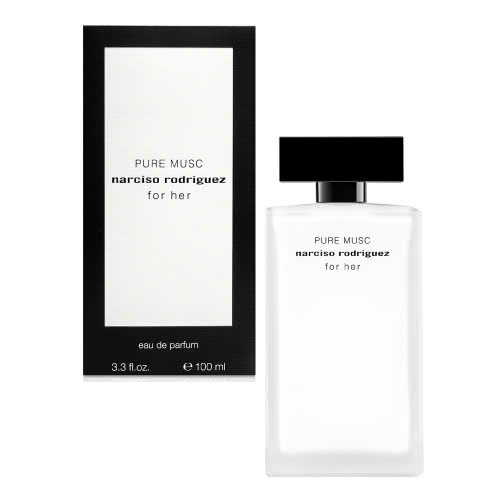 PURE MUSC
narciso rodriguez
for her
eau de parfum
3.3 fl.oz. ℮ 100 ml
PURE MUSC
narciso rodriguez
for her